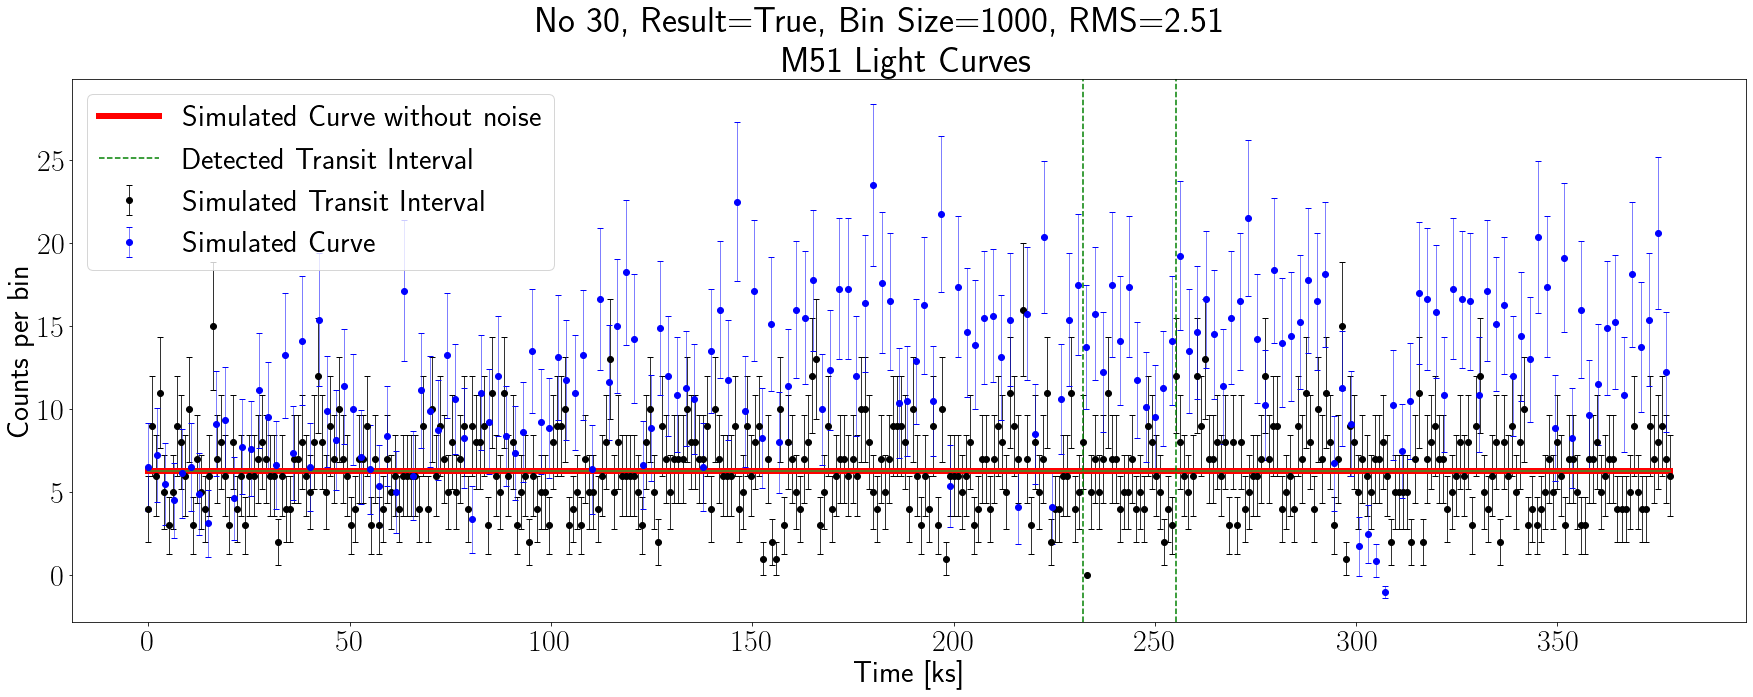 No 30, Result=True, Bin Size=1000, RMS=2.51
M51 Light Curves
Simulated Curve without noise
Detected Transit Interval
Simulated Transit Interval
Simulated Curve
Counts per bin
25
20
15
10
5
0
0 50 100 150 200 250 300 350
Time [ks]